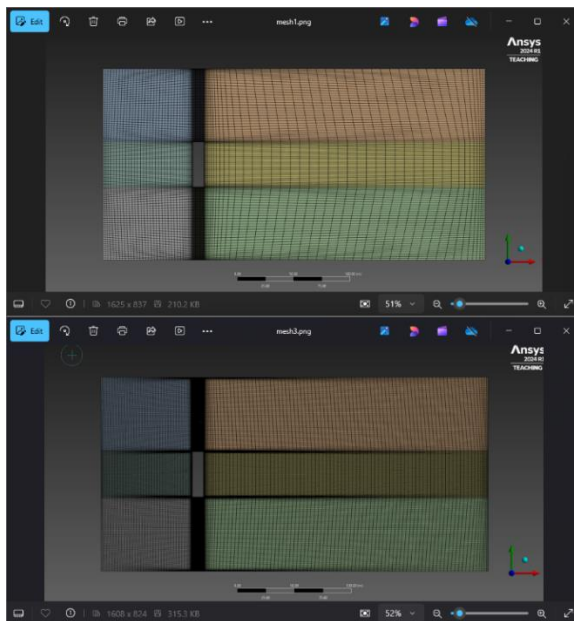 Edit
mesh1.png
Ansys
2024 R1
TEACHING
1625 x 837
210.2 KB
51%
Edit
mesh3.png
Ansys
2024 R1
TEACHING
1608 x 824
315.3 KB
52%